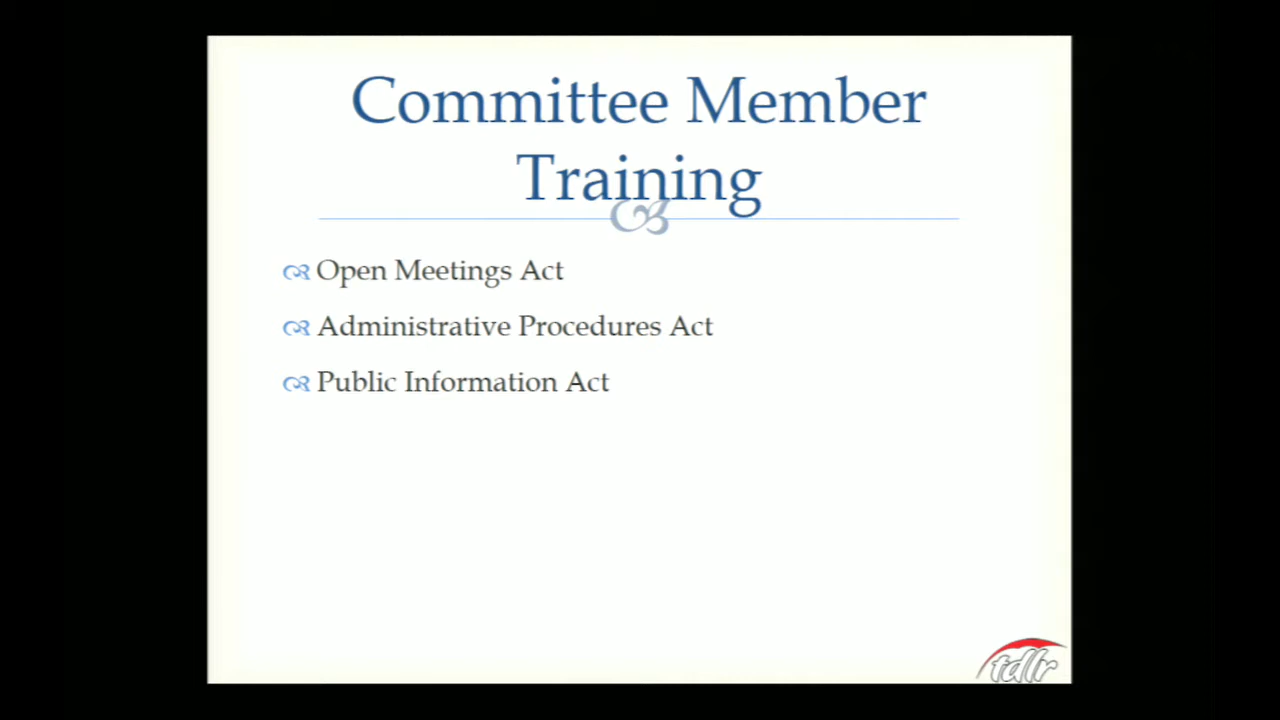 Committee Member
Training
Open Meetings Act
Administrative Procedures Act
Public Information Act
tdlr